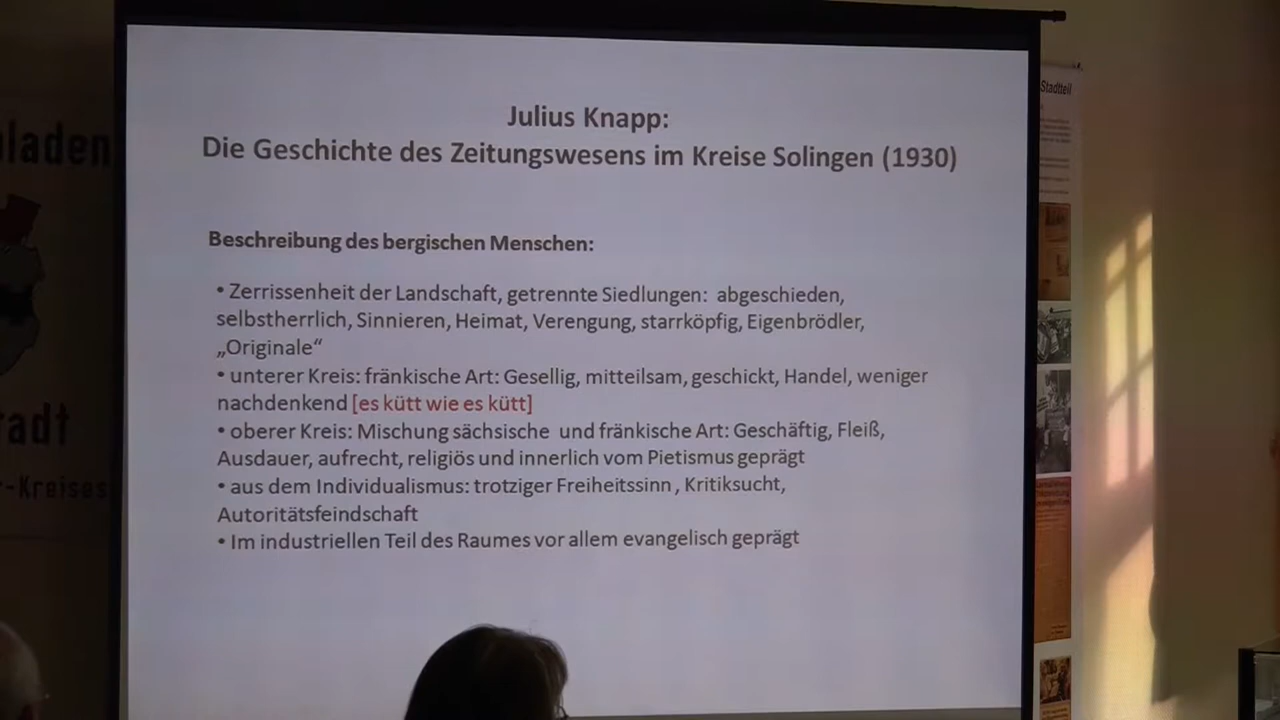 Julius Knapp:
Die Geschichte des Zeitungswesens im Kreise Solingen (1930)
Beschreibung des bergischen Menschen:
• Zerrissenheit der Landschaft, getrennte Siedlungen: abgeschieden,
selbstherrlich, Sinnieren, Heimat, Verengung, starrköpfig, Eigenbrödler,
„Originale“
• unterer Kreis: fränkische Art: Gesellig, mitteilsam, geschickt, Handel, weniger
nachdenkend [es kütt wie es kütt]
• oberer Kreis: Mischung sächsische und fränkische Art: Geschäftig, Fleiß,
Ausdauer, aufrecht, religiös und innerlich vom Pietismus geprägt
• aus dem Individualismus: trotziger Freiheitssinn, Kritiksucht,
Autoritätsfeindschaft
• Im industriellen Teil des Raumes vor allem evangelisch geprägt
laden
adt
-Kreises
Stadtteil